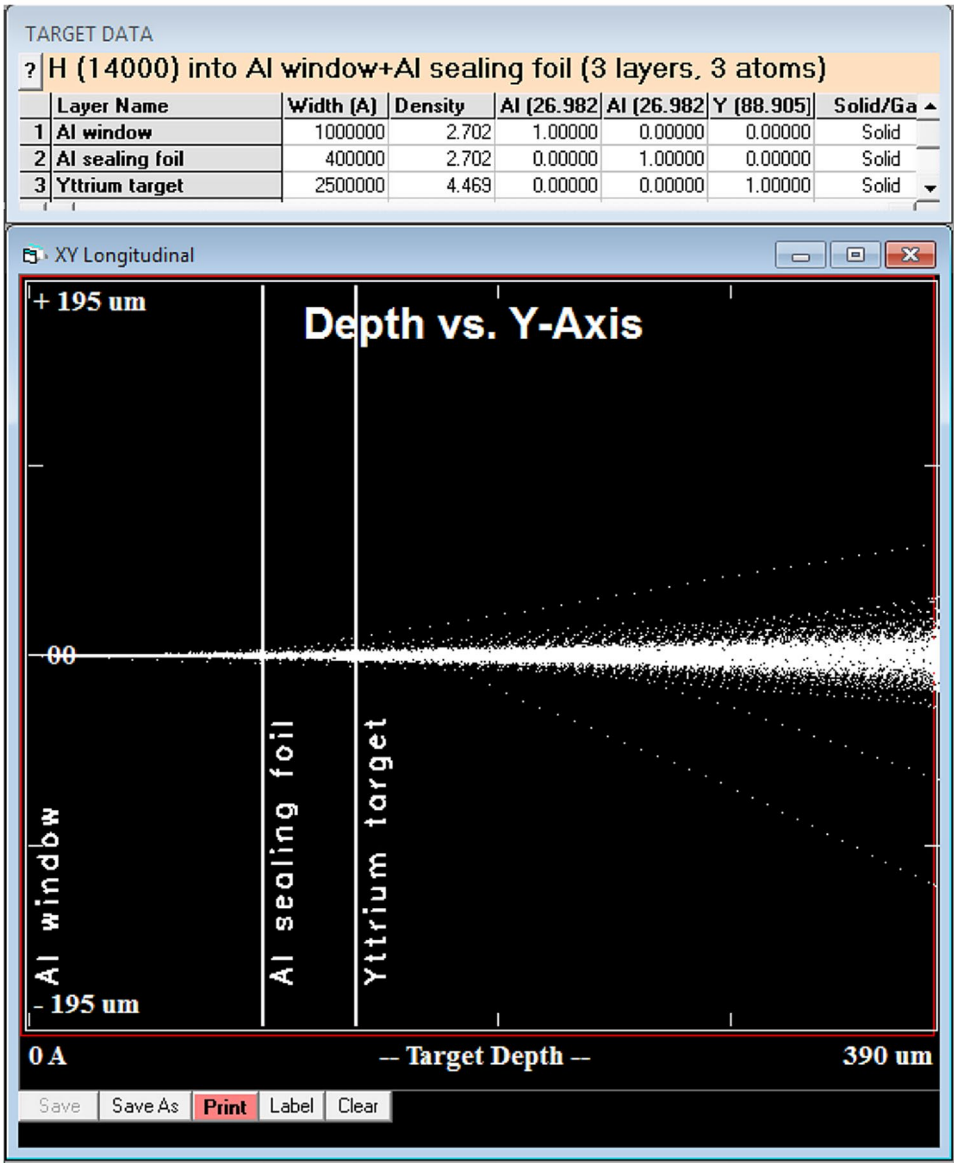 TARGET DATA
? H (14000) into Al window+Al sealing foil (3 layers, 3 atoms)
Layer Name Width (A) Density Al (26.982 Al (26.982 Y (88.905) Solid/Ga
1 Al window 1000000 2.702 1.00000 0.00000 0.00000 Solid
2 Al sealing foil 400000 2.702 0.00000 1.00000 0.00000 Solid
3 Yttrium target 2500000 4.469 0.00000 0.00000 1.00000 Solid
XY Longitudinal
+ 195 um
Depth vs. Y-Axis
00
Al window
Al sealing foil
Yttrium target
- 195 um
0 A -- Target Depth -- 390 um
Save Save As Print Label Clear